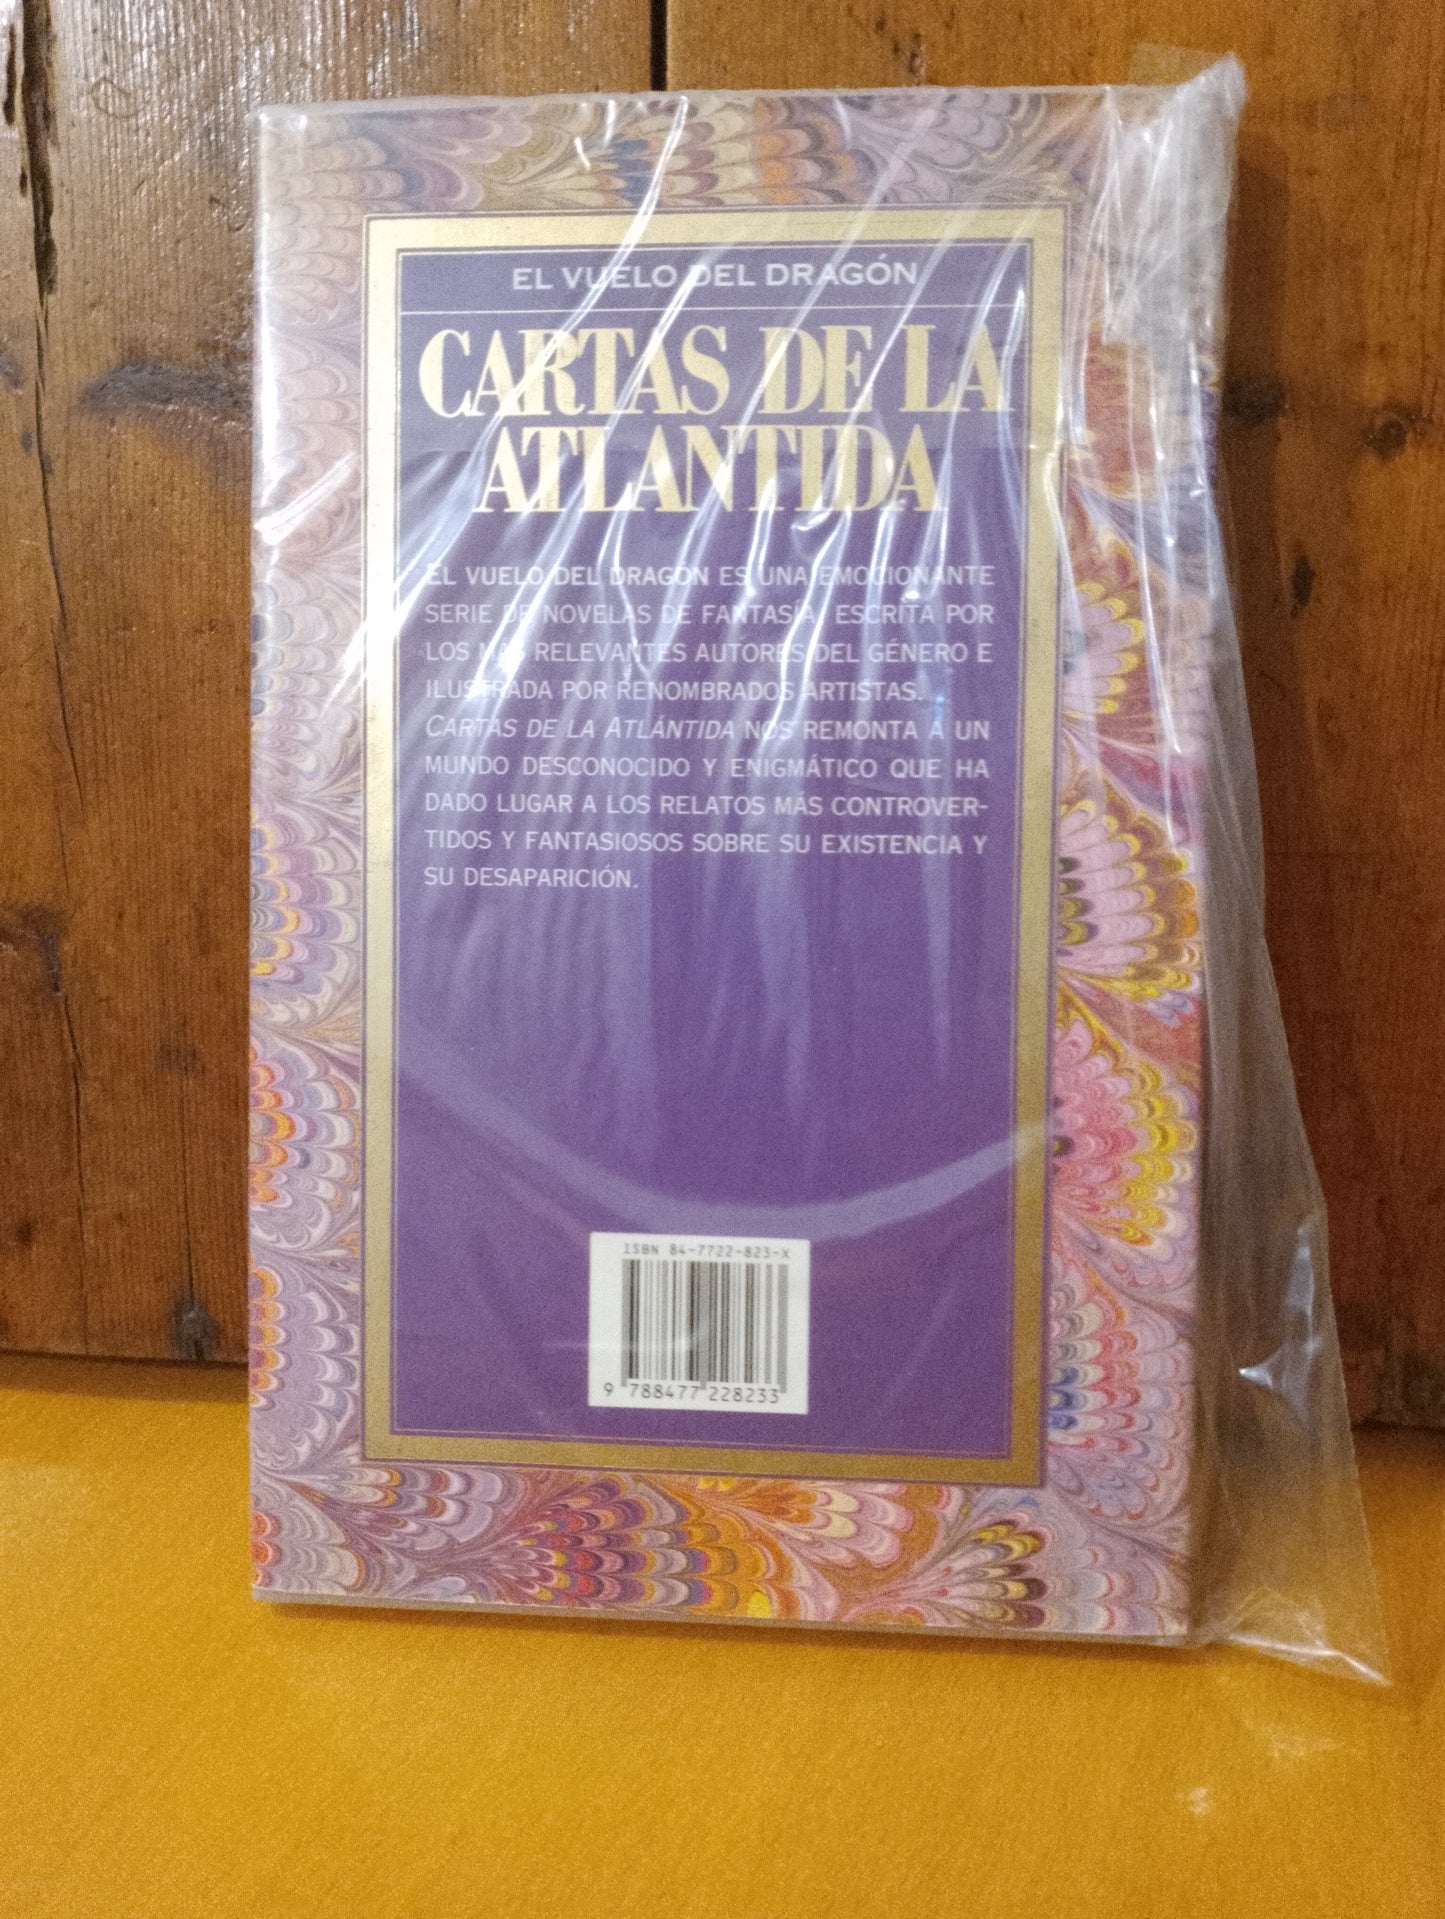 EL VUELO DEL DRAGÓN
CARTAS DE LA
ATLANTIDA
EL VUELO DEL DRAGON ES UNA EMOCIONANTE
SERIE DE NOVELAS DE FANTASÍA, ESCRITA POR
LOS MÁS RELEVANTES AUTORES DEL GÉNERO E
ILUSTRADA POR RENOMBRADOS ARTISTAS.
CARTAS DE LA ATLÁNTIDA NOS REMONTA A UN
MUNDO DESCONOCIDO Y ENIGMÁTICO QUE HA
DADO LUGAR A LOS RELATOS MÁS CONTROVER-
TIDOS Y FANTASIOSOS SOBRE SU EXISTENCIA Y
SU DESAPARICIÓN.
ISBN 84-7722-823-X
9 788477 228233